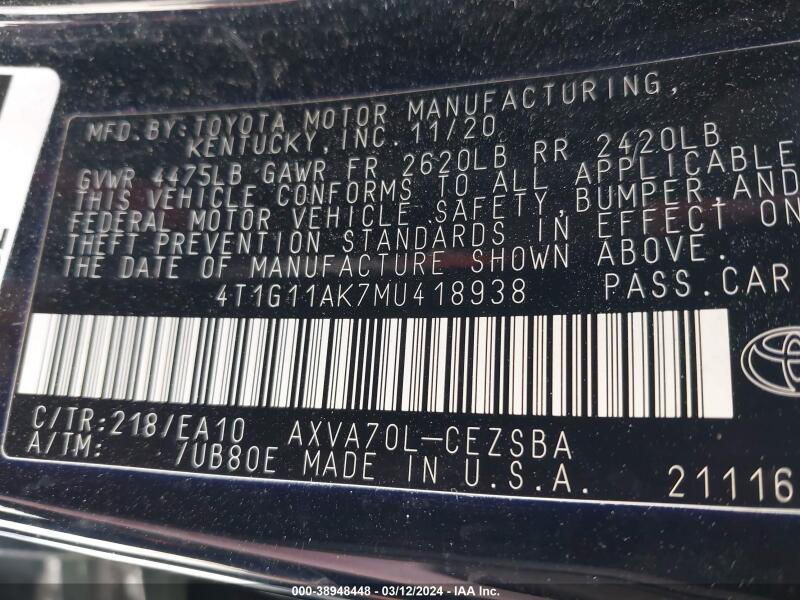 MFD.BY:TOYOTA MOTOR MANUFACTURING,
KENTUCKY,INC. 11/20
GVWR 4475LB GAWR FR 2620LB RR 2420LB
THIS VEHICLE CONFORMS TO ALL APPLICABLE
FEDERAL MOTOR VEHICLE SAFETY,BUMPER,AND
THEFT PREVENTION STANDARDS IN EFFECT ON
THE DATE OF MANUFACTURE SHOWN ABOVE.
4T1G11AK7MU418938 PASS.CAR
C/TR:218/EA10 AXVA70L-CEZSBA
A/TM: /UB80E MADE IN U.S.A. 21116
000-38948448 - 03/12/2024 - IAA Inc.